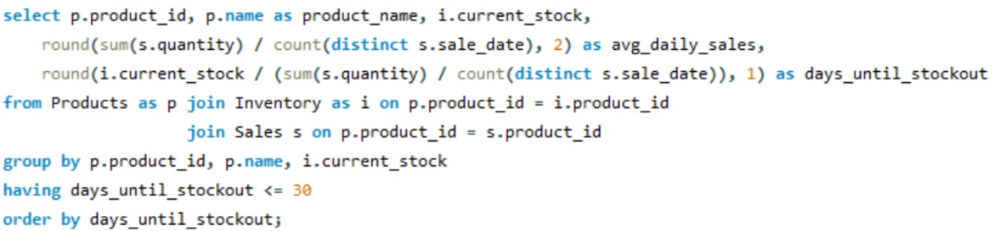 select p.product_id, p.name as product_name, i.current_stock,
    round(sum(s.quantity) / count(distinct s.sale_date), 2) as avg_daily_sales,
    round(i.current_stock / (sum(s.quantity) / count(distinct s.sale_date)), 1) as days_until_stockout
from Products as p join Inventory as i on p.product_id = i.product_id
                   join Sales s on p.product_id = s.product_id
group by p.product_id, p.name, i.current_stock
having days_until_stockout <= 30
order by days_until_stockout;